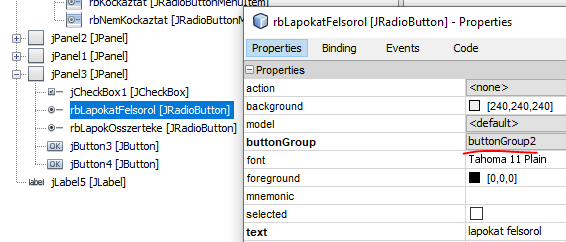 rbKockaztat [JRadioButtonMenuItem]
rbNemKockaztat [JRadioButtonMenuItem]
jPanel2 [JPanel]
jPanel1 [JPanel]
jPanel3 [JPanel]
jCheckBox1 [JCheckBox]
rbLapokatFelsorol [JRadioButton]
rbLapokOsszerteke [JRadioButton]
OK jButton3 [JButton]
OK jButton4 [JButton]
label jLabel5 [JLabel]
rbLapokatFelsorol [JRadioButton] - Properties
Properties Binding Events Code
Properties
action <none>
background [240,240,240]
model <default>
buttonGroup buttonGroup2
font Tahoma 11 Plain
foreground [0,0,0]
mnemonic
selected
text lapokat felsorol